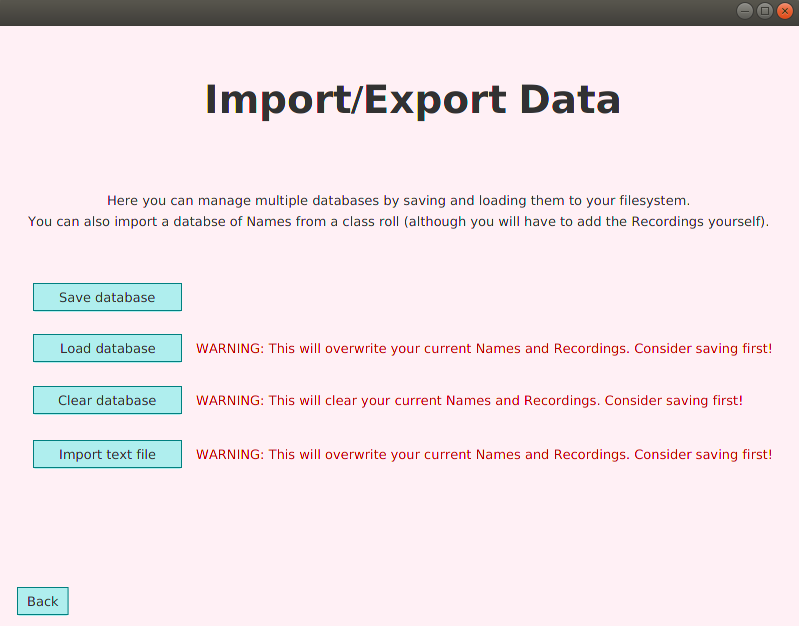 Import/Export Data
Here you can manage multiple databases by saving and loading them to your filesystem.
You can also import a databse of Names from a class roll (although you will have to add the Recordings yourself).
Save database
Load database WARNING: This will overwrite your current Names and Recordings. Consider saving first!
Clear database WARNING: This will clear your current Names and Recordings. Consider saving first!
Import text file WARNING: This will overwrite your current Names and Recordings. Consider saving first!
Back